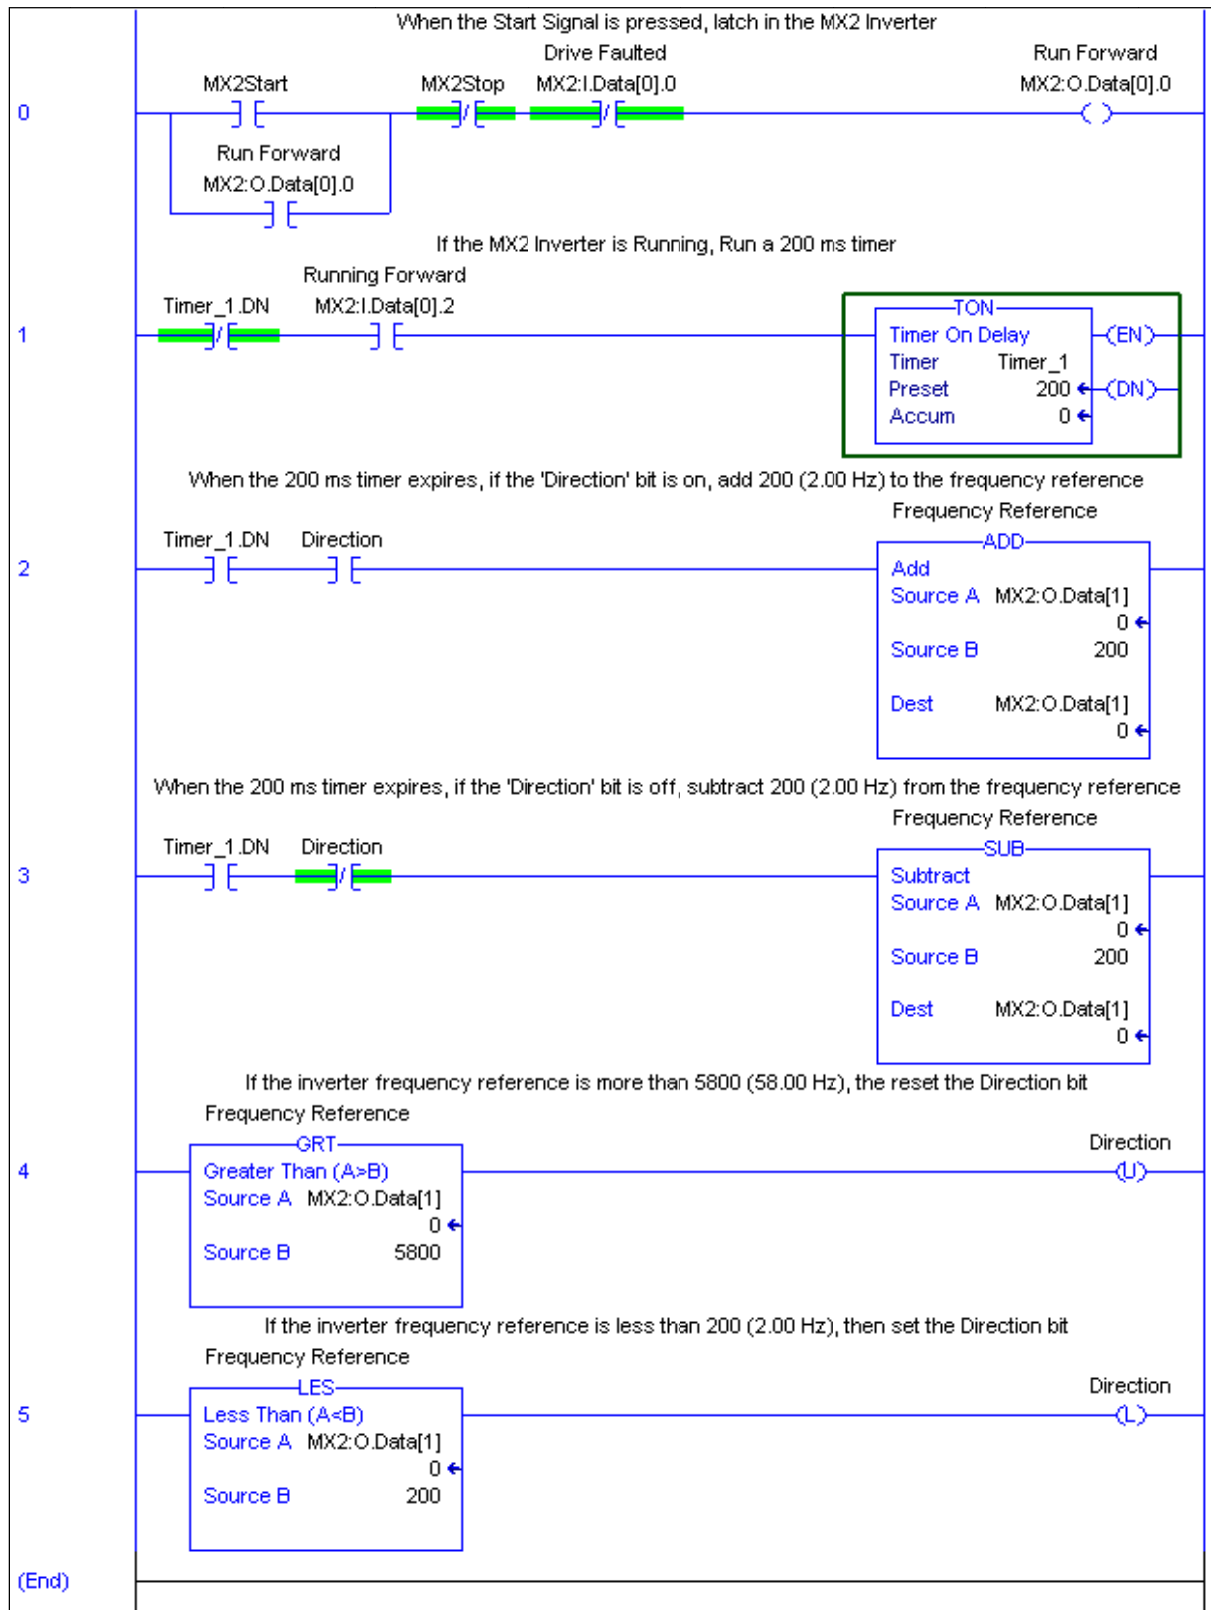 When the Start Signal is pressed, latch in the MX2 Inverter
Drive Faulted Run Forward
MX2Start MX2Stop MX2:I.Data[0].0 MX2:O.Data[0].0
0
Run Forward
MX2:O.Data[0].0
If the MX2 Inverter is Running, Run a 200 ms timer
Running Forward
Timer_1.DN MX2:I.Data[0].2
TON
1
Timer On Delay (EN)
Timer Timer_1
Preset 200 (DN)
Accum 0
When the 200 ms timer expires, if the 'Direction' bit is on, add 200 (2.00 Hz) to the frequency reference
Frequency Reference
Timer_1.DN Direction
ADD
2
Add
Source A MX2:O.Data[1]
0
Source B 200
Dest MX2:O.Data[1]
0
When the 200 ms timer expires, if the 'Direction' bit is off, subtract 200 (2.00 Hz) from the frequency reference
Frequency Reference
Timer_1.DN Direction
SUB
3
Subtract
Source A MX2:O.Data[1]
0
Source B 200
Dest MX2:O.Data[1]
0
If the inverter frequency reference is more than 5800 (58.00 Hz), the reset the Direction bit
Frequency Reference
GRT Direction
4
Greater Than (A>B) (U)
Source A MX2:O.Data[1]
0
Source B 5800
If the inverter frequency reference is less than 200 (2.00 Hz), then set the Direction bit
Frequency Reference
LES Direction
5
Less Than (A<B) (L)
Source A MX2:O.Data[1]
0
Source B 200
(End)